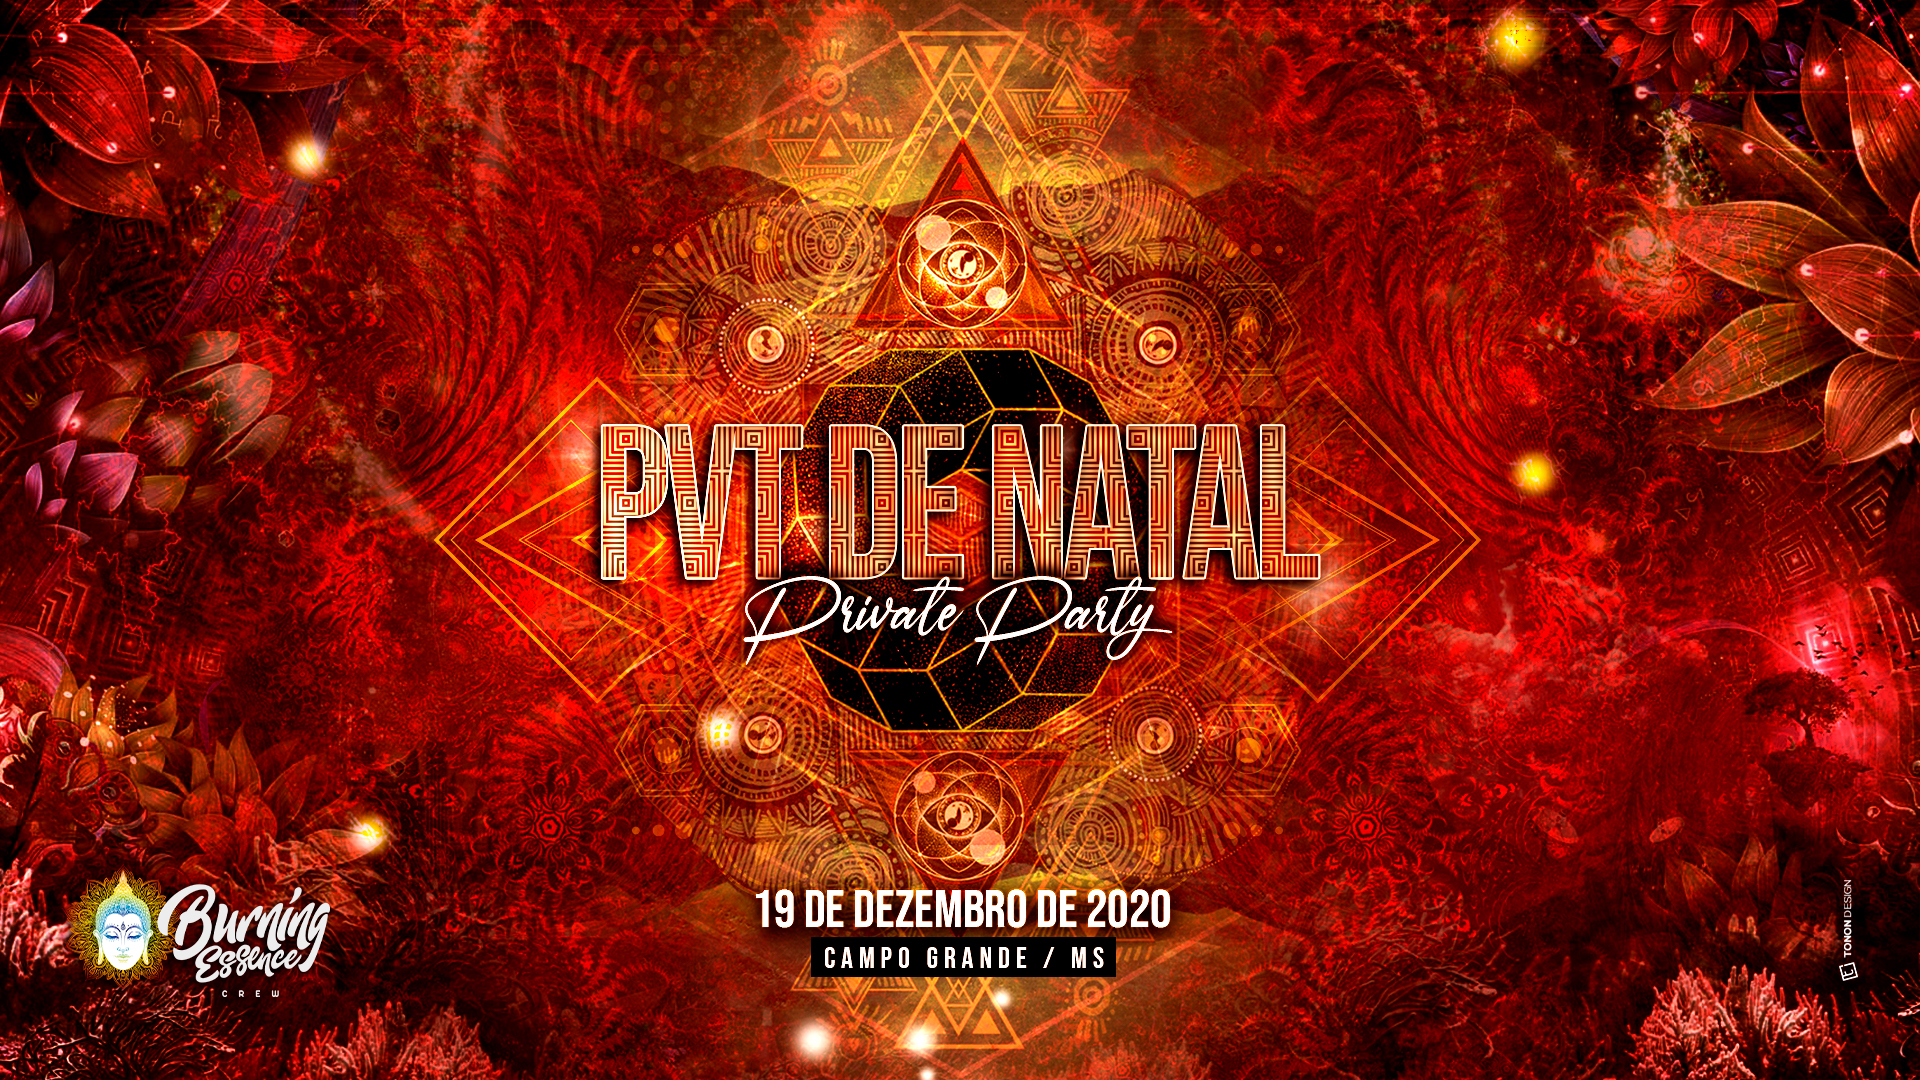 PVT DE NATAL
Private Party
19 DE DEZEMBRO DE 2020
CAMPO GRANDE / MS
Burning
Essence
CREW
TONON DESIGN